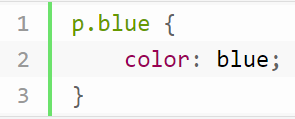 1 p.blue {
2     color: blue;
3 }